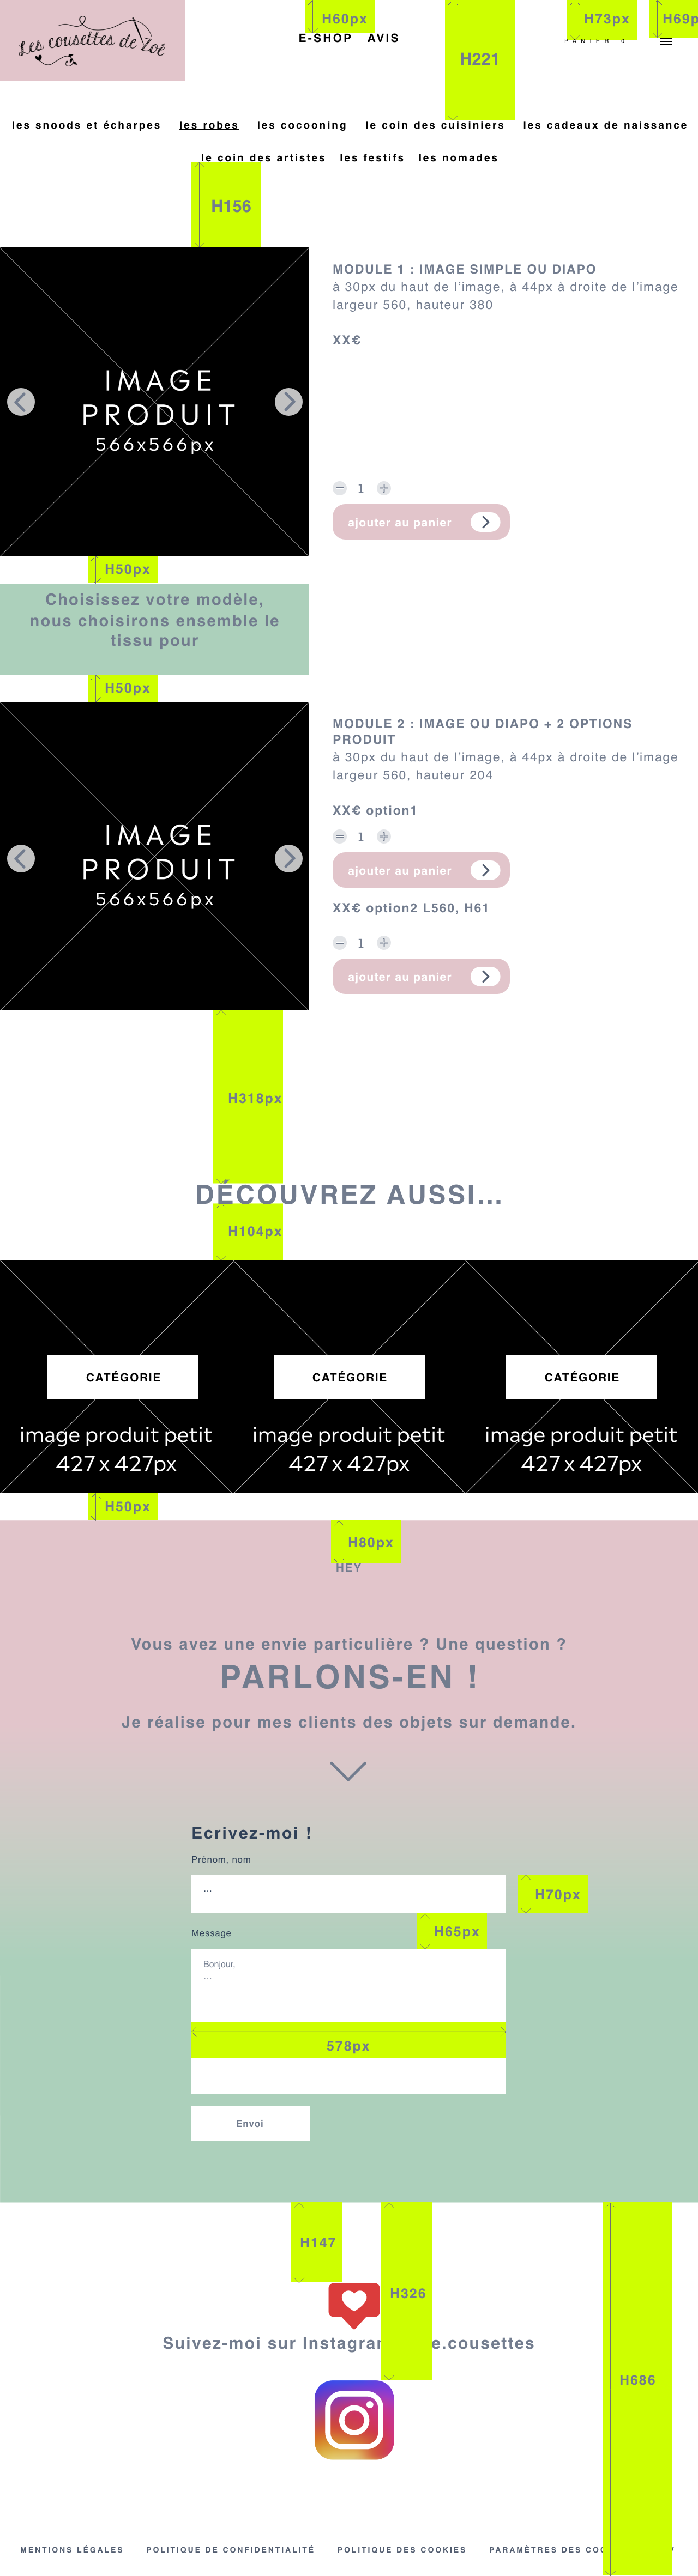 Les cousettes de Zoé
H60px
H73px
H69p
E-SHOP AVIS
PANIER 0
H221
les snoods et écharpes les robes les cocooning le coin des cuisiniers les cadeaux de naissance
le coin des artistes les festifs les nomades
H156
IMAGE
PRODUIT
566x566px
MODULE 1 : IMAGE SIMPLE OU DIAPO
à 30px du haut de l'image, à 44px à droite de l'image
largeur 560, hauteur 380
XX€
1
ajouter au panier
H50px
Choisissez votre modèle,
nous choisirons ensemble le
tissu pour
H50px
IMAGE
PRODUIT
566x566px
MODULE 2 : IMAGE OU DIAPO + 2 OPTIONS
PRODUIT
à 30px du haut de l'image, à 44px à droite de l'image
largeur 560, hauteur 204
XX€ option1
1
ajouter au panier
XX€ option2 L560, H61
1
ajouter au panier
H318px
DÉCOUVREZ AUSSI...
H104px
CATÉGORIE
image produit petit
427 x 427px
CATÉGORIE
image produit petit
427 x 427px
CATÉGORIE
image produit petit
427 x 427px
H50px
H80px
HEY
Vous avez une envie particulière ? Une question ?
PARLONS-EN !
Je réalise pour mes clients des objets sur demande.
Ecrivez-moi !
Prénom, nom
...
H70px
Message
H65px
Bonjour,
...
578px
Envoi
H147
H326
Suivez-moi sur Instagra e.cousettes
H686
MENTIONS LÉGALES POLITIQUE DE CONFIDENTIALITÉ POLITIQUE DES COOKIES PARAMÈTRES DES